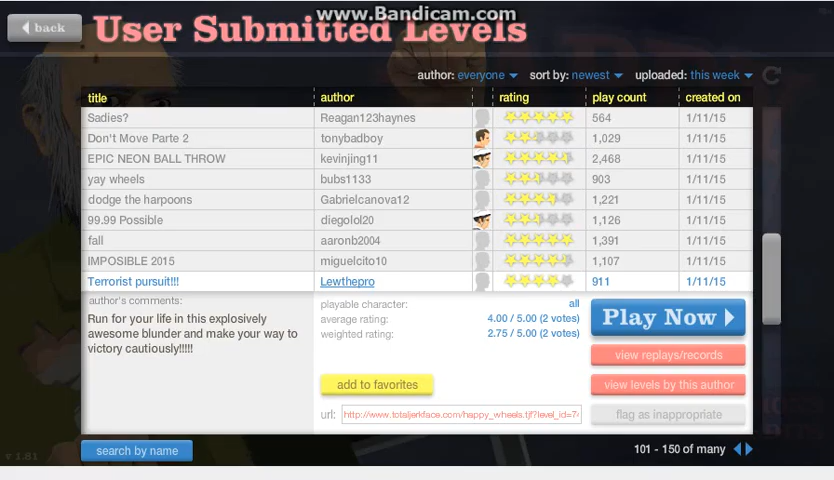 www.Bandicam.com
back
User Submitted Levels
author: everyone sort by: newest uploaded: this week
title author rating play count created on
Sadies? Reagan123haynes 564 1/11/15
Don't Move Parte 2 tonybadboy 1,029 1/11/15
EPIC NEON BALL THROW kevinjing11 2,468 1/11/15
yay wheels bubs1133 903 1/11/15
dodge the harpoons Gabrielcanova12 1,221 1/11/15
99.99 Possible diegolol20 1,126 1/11/15
fall aaronb2004 1,391 1/11/15
IMPOSIBLE 2015 miguelcito10 1,107 1/11/15
Terrorist pursuit!!! Lewthepro 911 1/11/15
author's comments:
Run for your life in this explosively
awesome blunder and make your way to
victory cautiously!!!!!
playable character: all
average rating: 4.00 / 5.00 (2 votes)
weighted rating: 2.75 / 5.00 (2 votes)
add to favorites
url: http://www.totaljerkface.com/happy_wheels.tjf?level_id=74
Play Now
view replays/records
view levels by this author
flag as inappropriate
search by name
101 - 150 of many
v 1.81